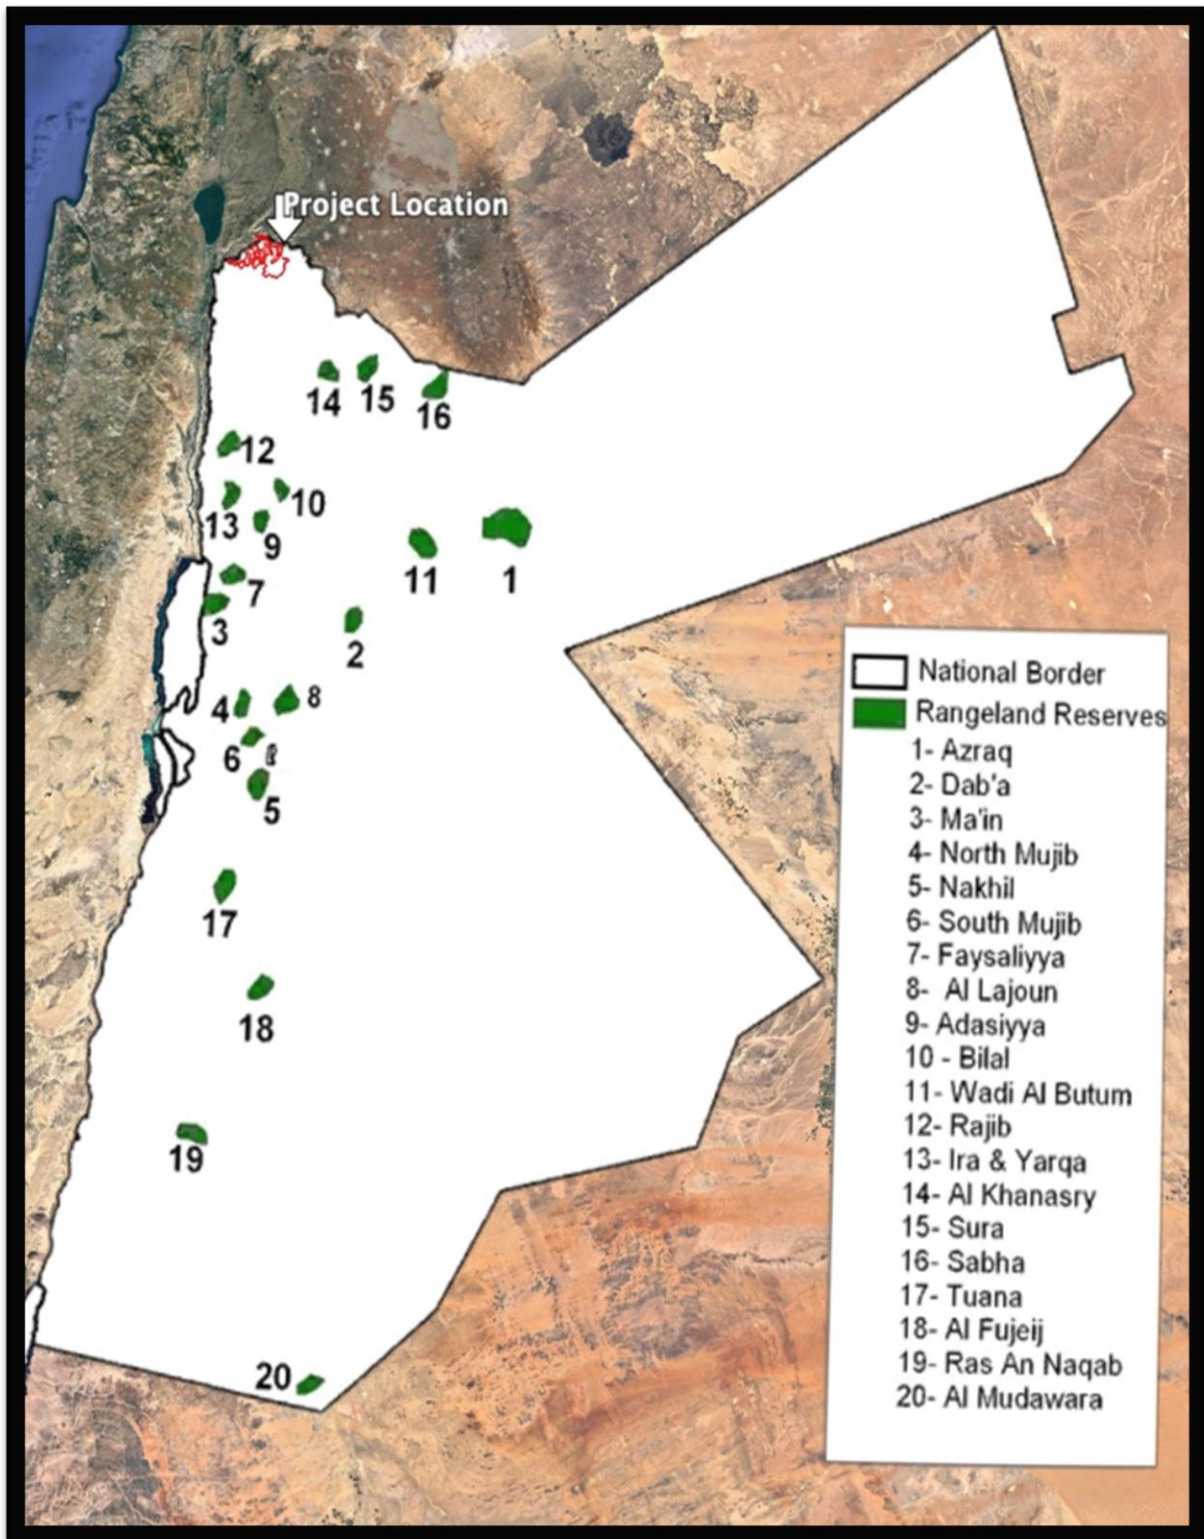 Project Location
14
15
16
12
10
13
9
11
1
7
3
2
4
8
6
5
17
18
19
20
National Border
Rangeland Reserves
1- Azraq
2- Dab'a
3- Ma'in
4- North Mujib
5- Nakhil
6- South Mujib
7- Faysaliyya
8- Al Lajoun
9- Adasiyya
10 - Bilal
11- Wadi Al Butum
12- Rajib
13- Ira & Yarqa
14- Al Khanasry
15- Sura
16- Sabha
17- Tuana
18- Al Fujeij
19- Ras An Naqab
20- Al Mudawara